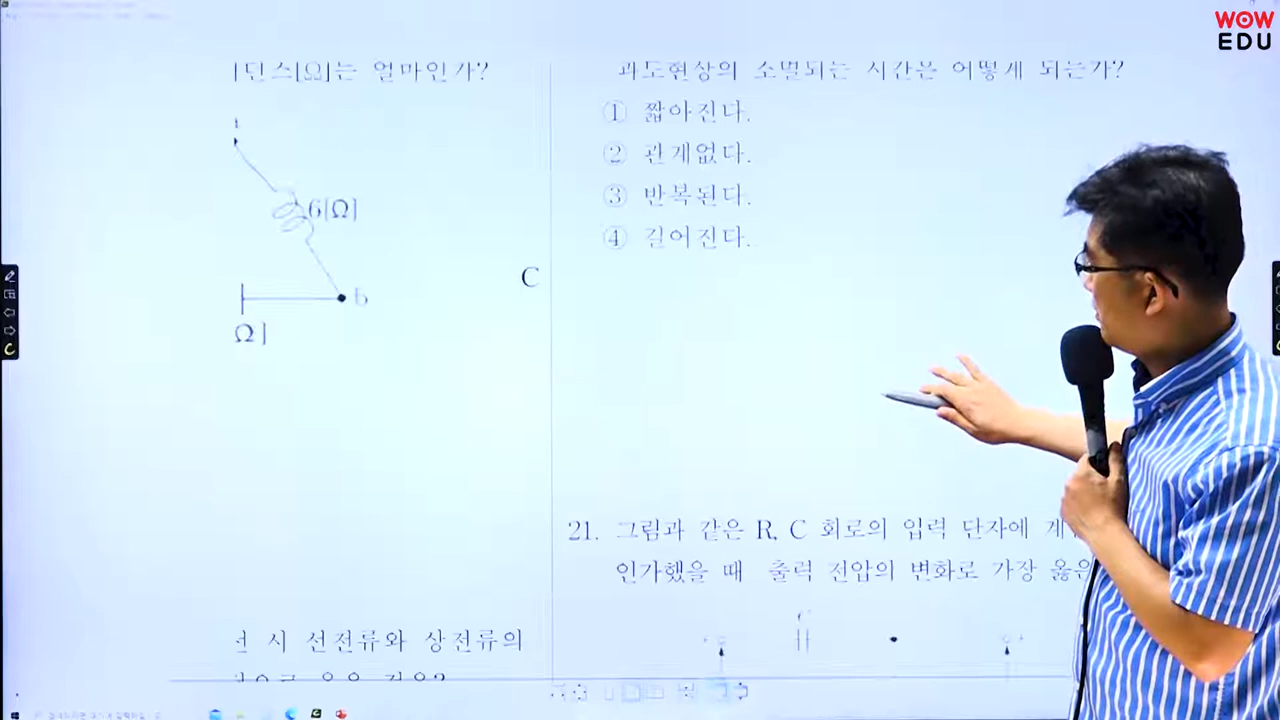 WOW
EDU
던스[Ω]는 얼마인가?
6[Ω]
b
Ω]
C
시 선전류와 상전류의
과도현상의 소멸되는 시간은 어떻게 되는가?
① 짧아진다.
② 관계없다.
③ 반복된다.
④ 길어진다.
21. 그림과 같은 R, C 회로의 입력 단자에
인가했을 때 출력 전압의 변화로 가장 옳은